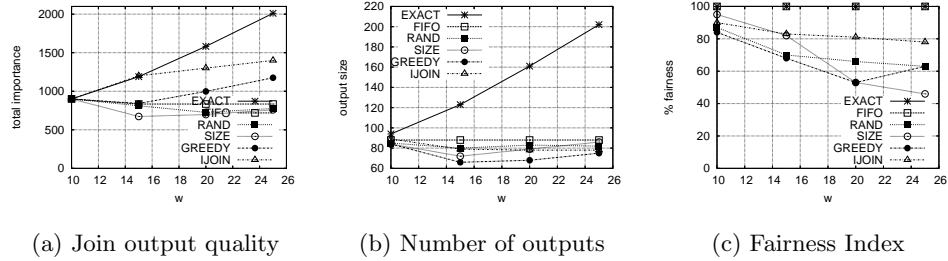 total importance
2000
1500
1000
500
0
10 12 14 16 18 20 22 24 26
w
EXACT
FIFO
RAND
SIZE
GREEDY
IJOIN
(a) Join output quality
output size
220
200
180
160
140
120
100
80
60
10 12 14 16 18 20 22 24 26
w
EXACT
FIFO
RAND
SIZE
GREEDY
IJOIN
(b) Number of outputs
% fairness
100
80
60
40
20
0
10 12 14 16 18 20 22 24 26
w
EXACT
FIFO
RAND
SIZE
GREEDY
IJOIN
(c) Fairness Index